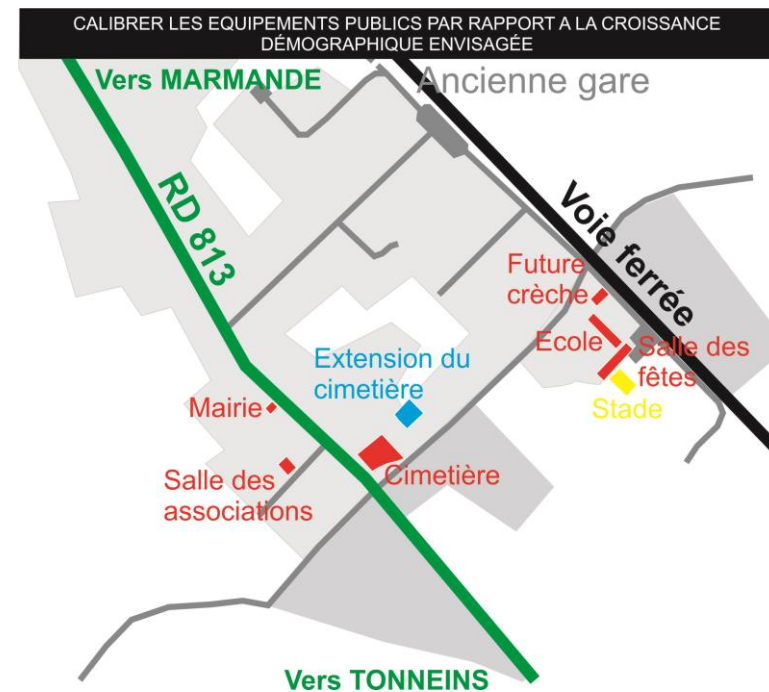 CALIBRER LES EQUIPEMENTS PUBLICS PAR RAPPORT A LA CROISSANCE
DÉMOGRAPHIQUE ENVISAGÉE
Vers MARMANDE
Ancienne gare
RD 813
Voie ferrée
Future
crèche
Ecole
Salle des
fêtes
Stade
Extension du
cimetière
Mairie
Cimetière
Salle des
associations
Vers TONNEINS